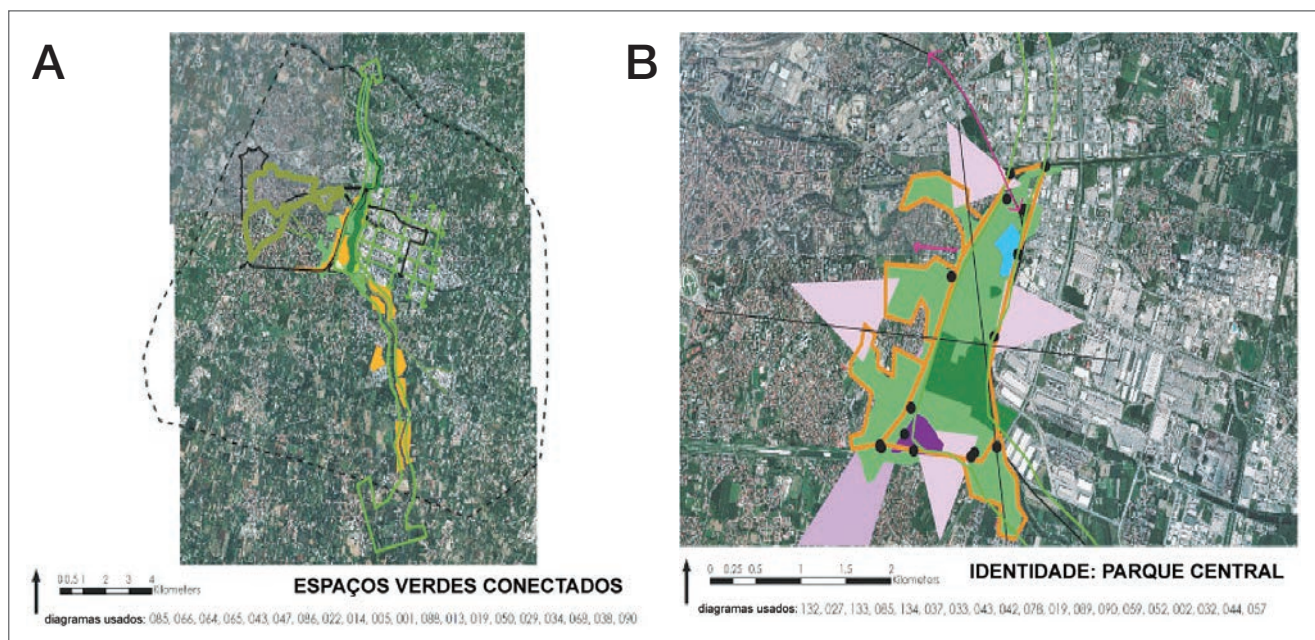 A
B
0 0.5 1 2 3 4
Kilometers
ESPAÇOS VERDES CONECTADOS
diagramas usados: 085, 066, 064, 065, 043, 047, 086, 022, 014, 005, 001, 088, 013, 019, 050, 029, 034, 068, 038, 090
0 0.25 0.5 1 1.5 2
Kilometers
IDENTIDADE: PARQUE CENTRAL
diagramas usados: 132, 027, 133, 085, 134, 037, 033, 043, 042, 078, 019, 089, 090, 059, 052, 002, 032, 044, 057